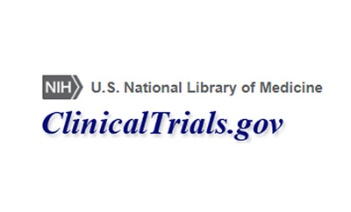 NIH U.S. National Library of Medicine
ClinicalTrials.gov